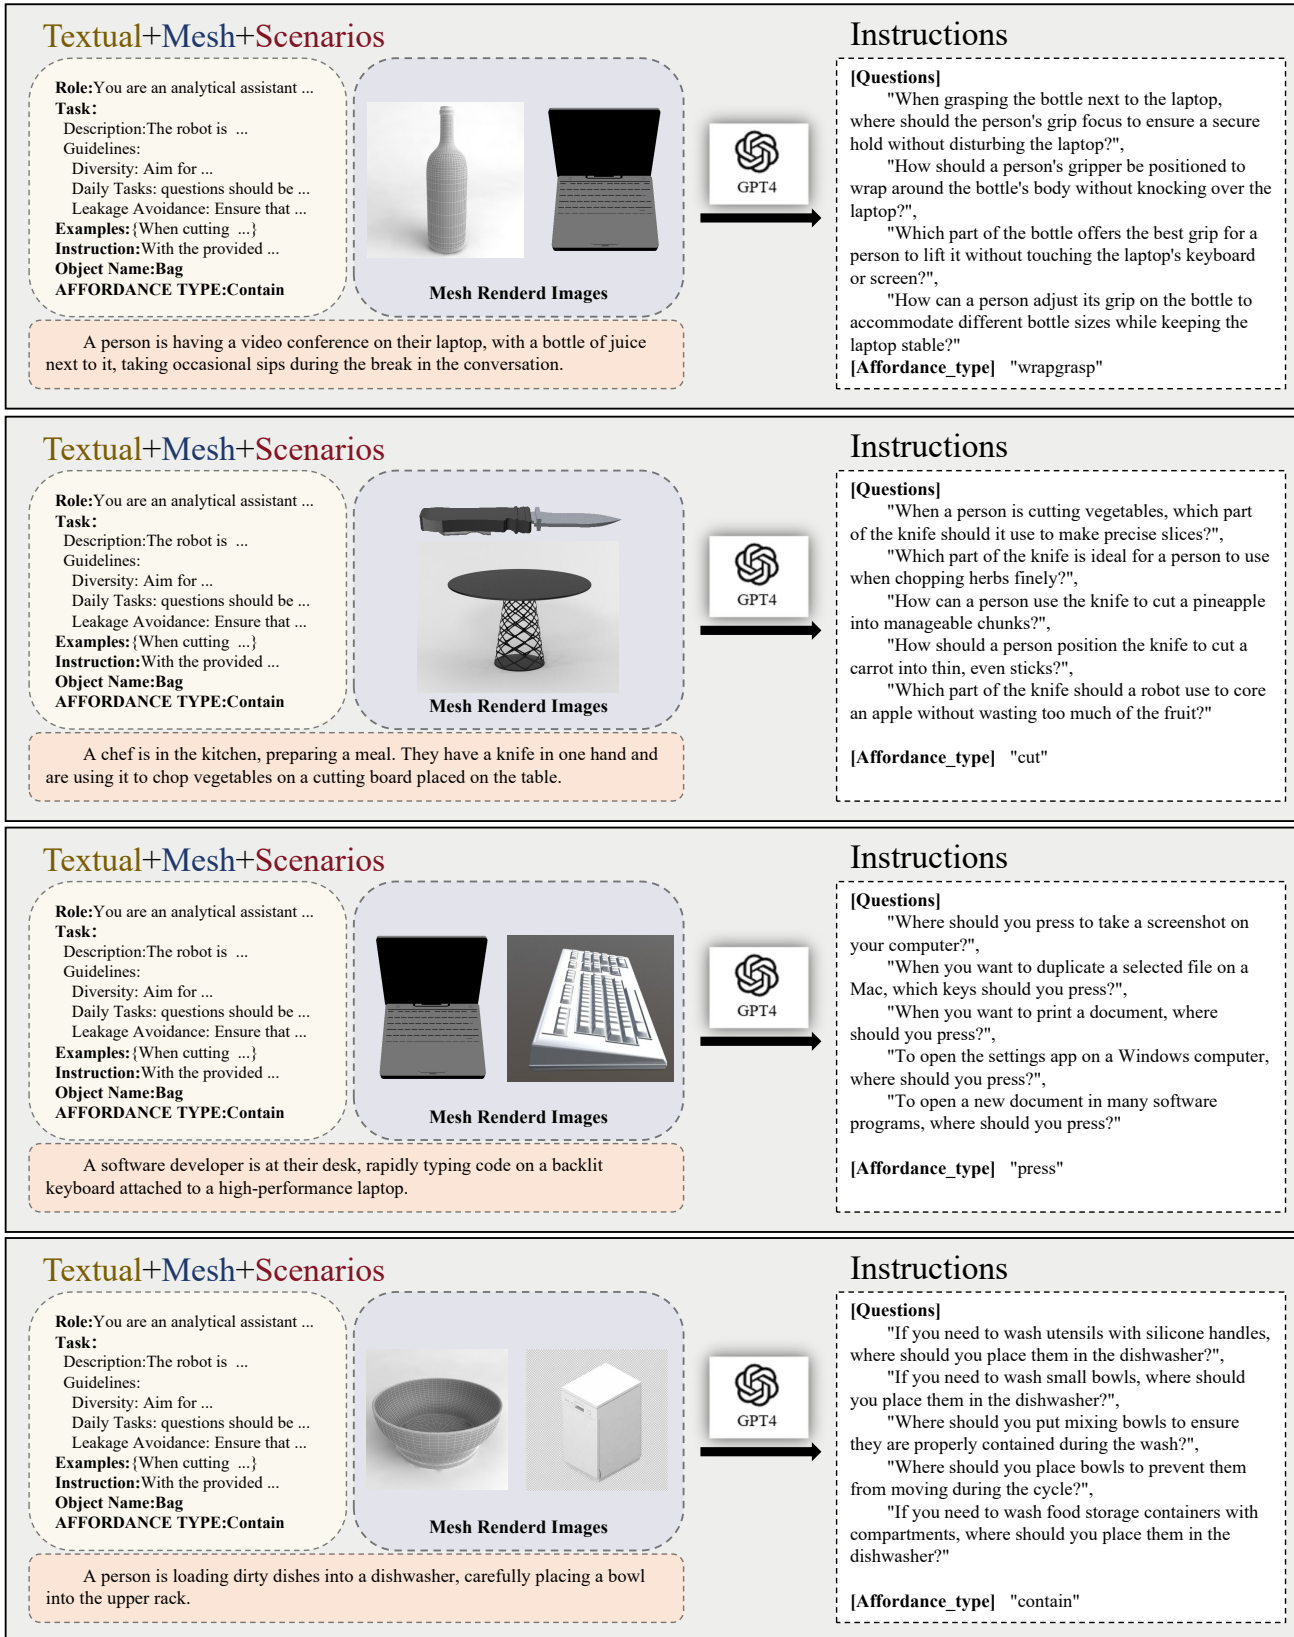 Textual+Mesh+Scenarios
Role:You are an analytical assistant ...
Task:
Description:The robot is ...
Guidelines:
Diversity: Aim for ...
Daily Tasks: questions should be ...
Leakage Avoidance: Ensure that ...
Examples:{When cutting ...}
Instruction:With the provided ...
Object Name:Bag
AFFORDANCE TYPE:Contain
Mesh Renderd Images
A person is having a video conference on their laptop, with a bottle of juice
next to it, taking occasional sips during the break in the conversation.
GPT4
Instructions
[Questions]
"When grasping the bottle next to the laptop,
where should the person's grip focus to ensure a secure
hold without disturbing the laptop?",
"How should a person's gripper be positioned to
wrap around the bottle's body without knocking over the
laptop?",
"Which part of the bottle offers the best grip for a
person to lift it without touching the laptop's keyboard
or screen?",
"How can a person adjust its grip on the bottle to
accommodate different bottle sizes while keeping the
laptop stable?"
[Affordance_type] "wrapgrasp"
Textual+Mesh+Scenarios
Role:You are an analytical assistant ...
Task:
Description:The robot is ...
Guidelines:
Diversity: Aim for ...
Daily Tasks: questions should be ...
Leakage Avoidance: Ensure that ...
Examples:{When cutting ...}
Instruction:With the provided ...
Object Name:Bag
AFFORDANCE TYPE:Contain
Mesh Renderd Images
A chef is in the kitchen, preparing a meal. They have a knife in one hand and
are using it to chop vegetables on a cutting board placed on the table.
GPT4
Instructions
[Questions]
"When a person is cutting vegetables, which part
of the knife should it use to make precise slices?",
"Which part of the knife is ideal for a person to use
when chopping herbs finely?",
"How can a person use the knife to cut a pineapple
into manageable chunks?",
"How should a person position the knife to cut a
carrot into thin, even sticks?",
"Which part of the knife should a robot use to core
an apple without wasting too much of the fruit?"
[Affordance_type] "cut"
Textual+Mesh+Scenarios
Role:You are an analytical assistant ...
Task:
Description:The robot is ...
Guidelines:
Diversity: Aim for ...
Daily Tasks: questions should be ...
Leakage Avoidance: Ensure that ...
Examples:{When cutting ...}
Instruction:With the provided ...
Object Name:Bag
AFFORDANCE TYPE:Contain
Mesh Renderd Images
A software developer is at their desk, rapidly typing code on a backlit
keyboard attached to a high-performance laptop.
GPT4
Instructions
[Questions]
"Where should you press to take a screenshot on
your computer?",
"When you want to duplicate a selected file on a
Mac, which keys should you press?",
"When you want to print a document, where
should you press?",
"To open the settings app on a Windows computer,
where should you press?",
"To open a new document in many software
programs, where should you press?"
[Affordance_type] "press"
Textual+Mesh+Scenarios
Role:You are an analytical assistant ...
Task:
Description:The robot is ...
Guidelines:
Diversity: Aim for ...
Daily Tasks: questions should be ...
Leakage Avoidance: Ensure that ...
Examples:{When cutting ...}
Instruction:With the provided ...
Object Name:Bag
AFFORDANCE TYPE:Contain
Mesh Renderd Images
A person is loading dirty dishes into a dishwasher, carefully placing a bowl
into the upper rack.
GPT4
Instructions
[Questions]
"If you need to wash utensils with silicone handles,
where should you place them in the dishwasher?",
"If you need to wash small bowls, where should
you place them in the dishwasher?",
"Where should you put mixing bowls to ensure
they are properly contained during the wash?",
"Where should you place bowls to prevent them
from moving during the cycle?",
"If you need to wash food storage containers with
compartments, where should you place them in the
dishwasher?"
[Affordance_type] "contain"